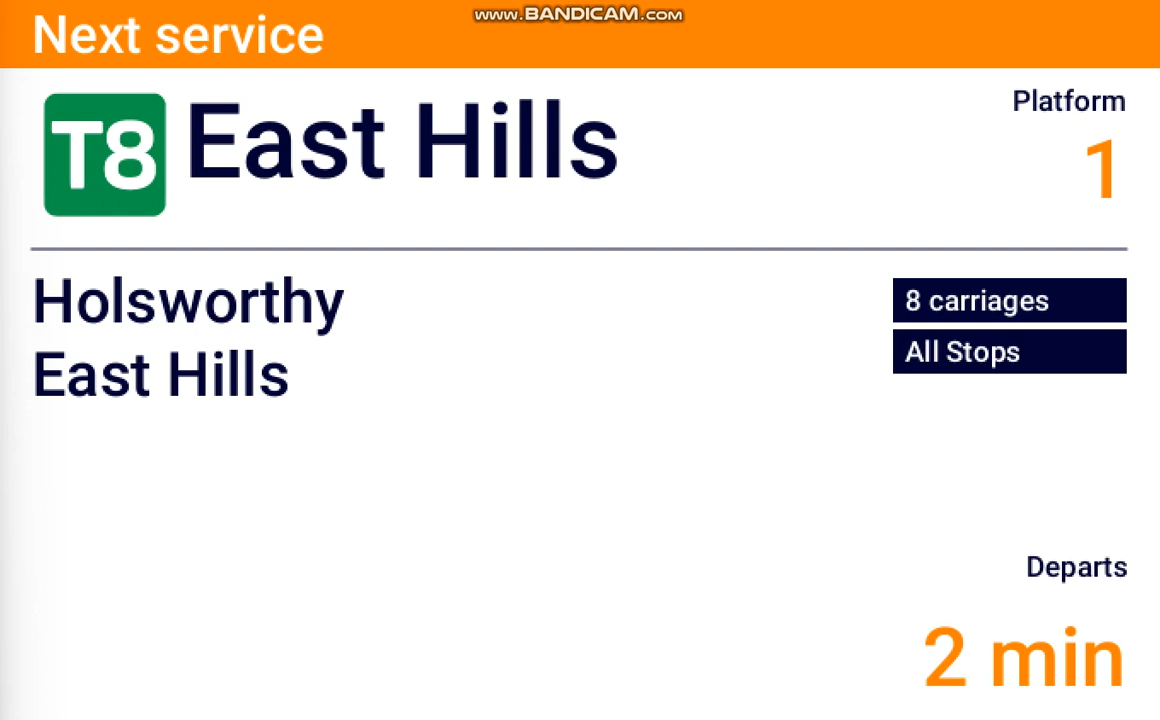 www.BANDICAM.com
Next service
T8 East Hills
Platform
1
Holsworthy
East Hills
8 carriages
All Stops
Departs
2 min